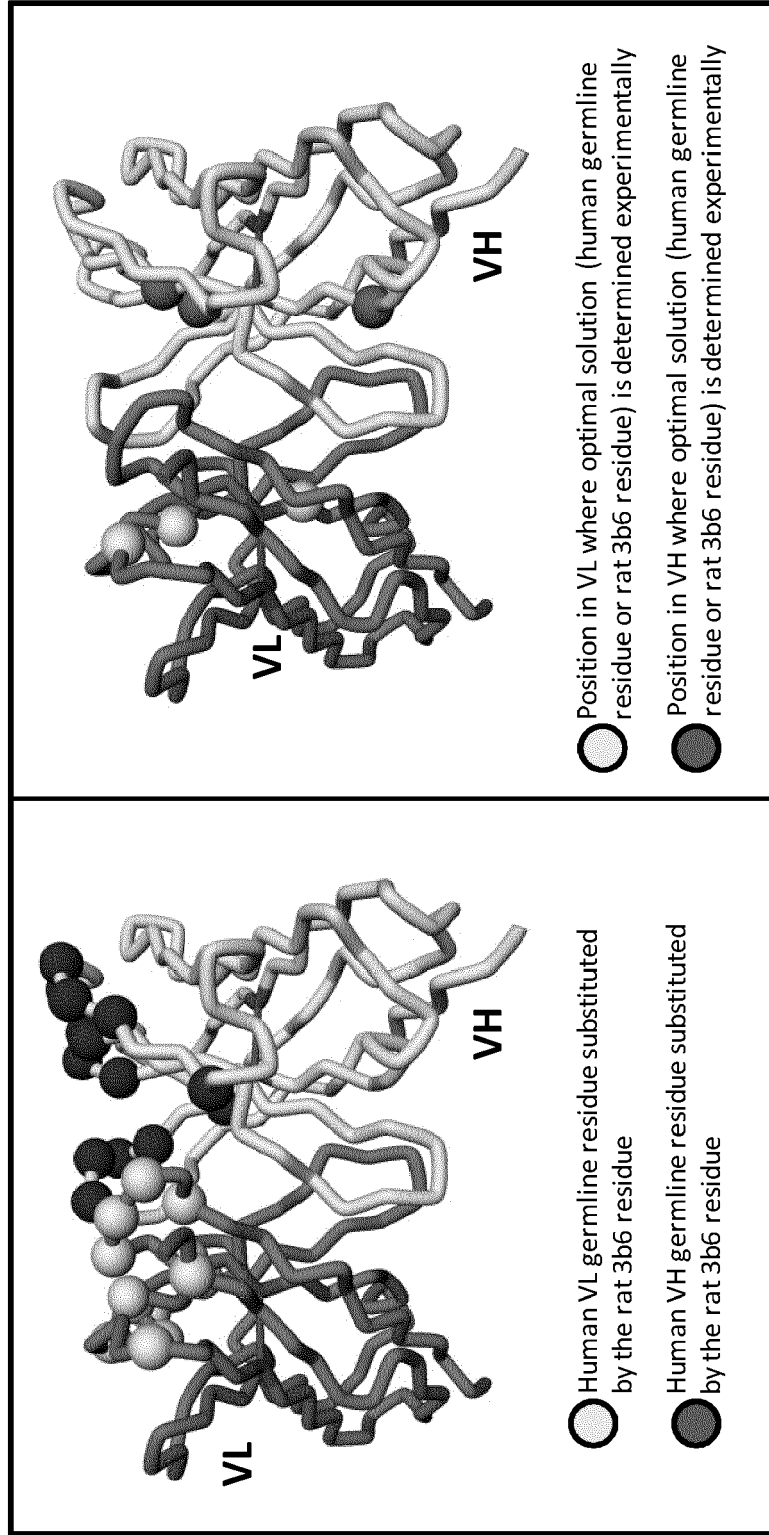 VL
VH
Human VL germline residue substituted
by the rat 3b6 residue
Human VH germline residue substituted
by the rat 3b6 residue
VL
VH
Position in VL where optimal solution (human germline
residue or rat 3b6 residue) is determined experimentally
Position in VH where optimal solution (human germline
residue or rat 3b6 residue) is determined experimentally